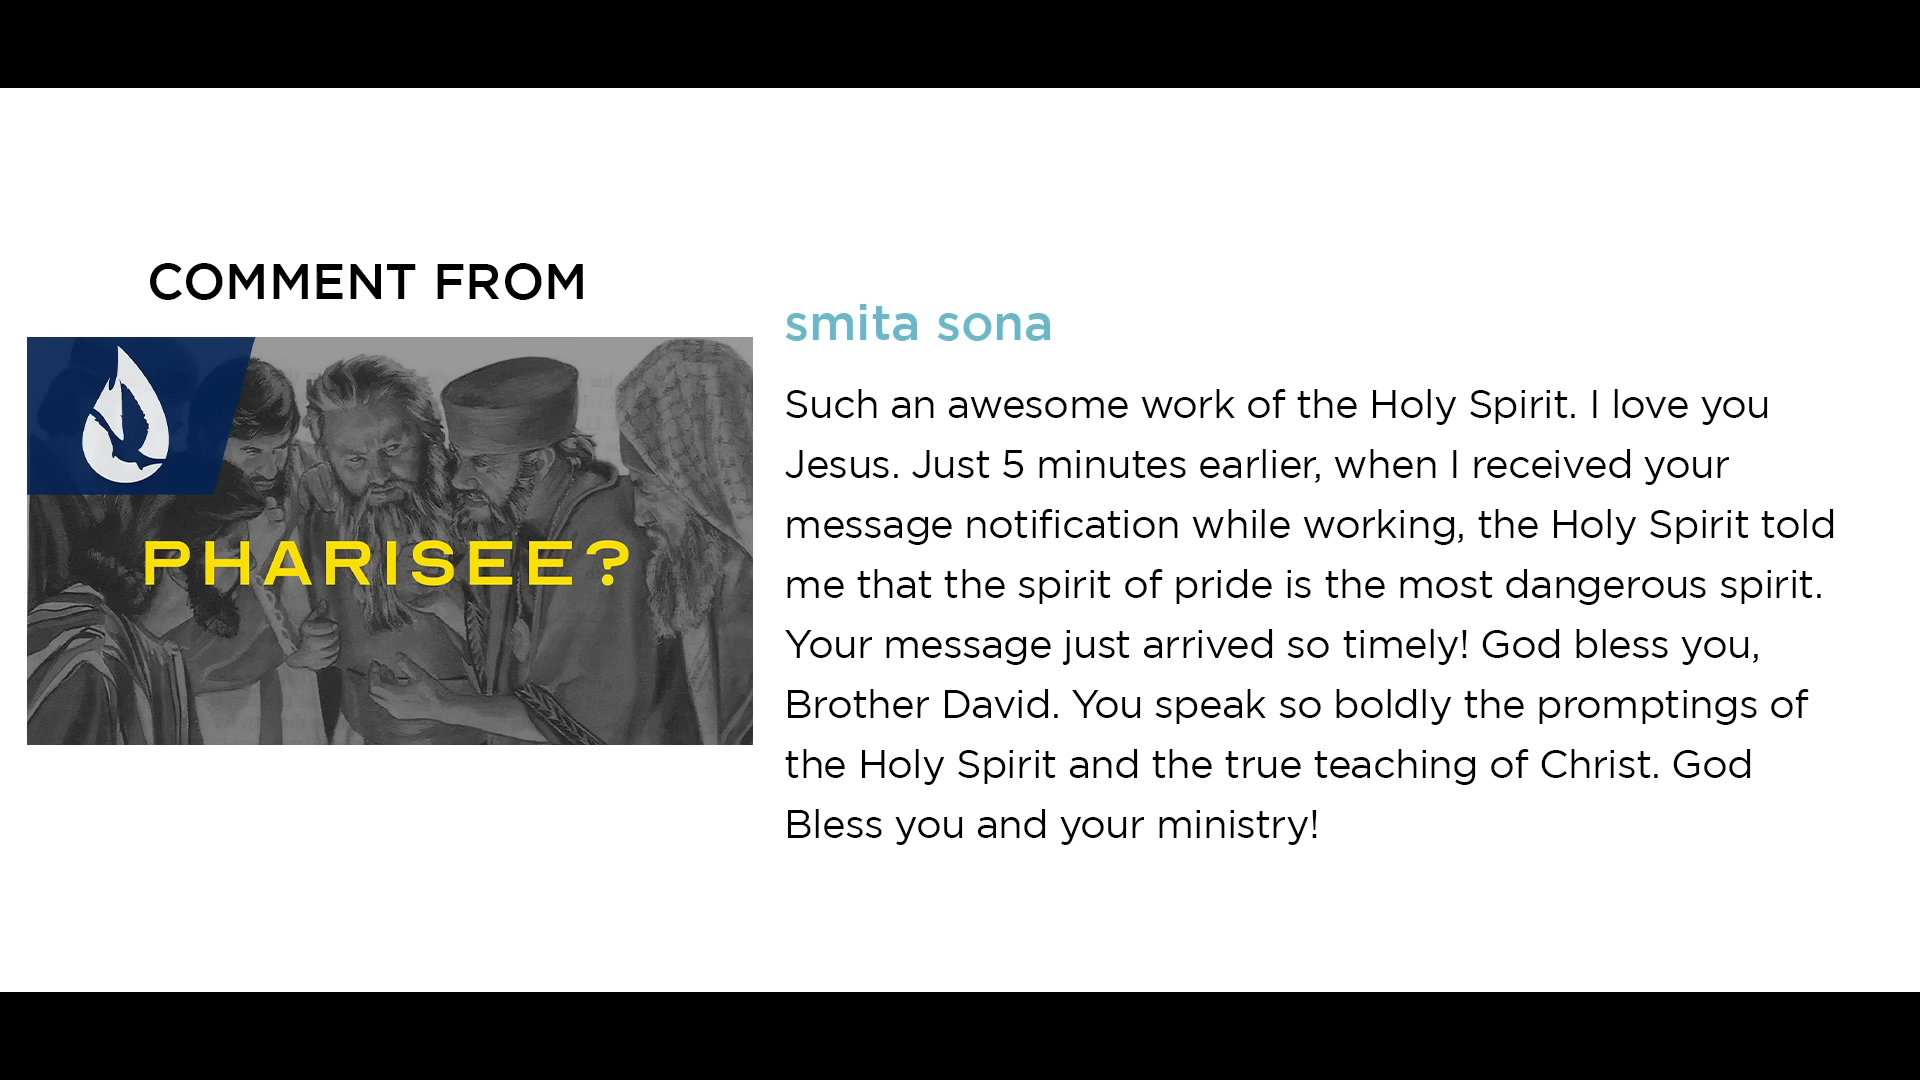 COMMENT FROM
PHARISEE?
smita sona
Such an awesome work of the Holy Spirit. I love you
Jesus. Just 5 minutes earlier, when I received your
message notification while working, the Holy Spirit told
me that the spirit of pride is the most dangerous spirit.
Your message just arrived so timely! God bless you,
Brother David. You speak so boldly the promptings of
the Holy Spirit and the true teaching of Christ. God
Bless you and your ministry!